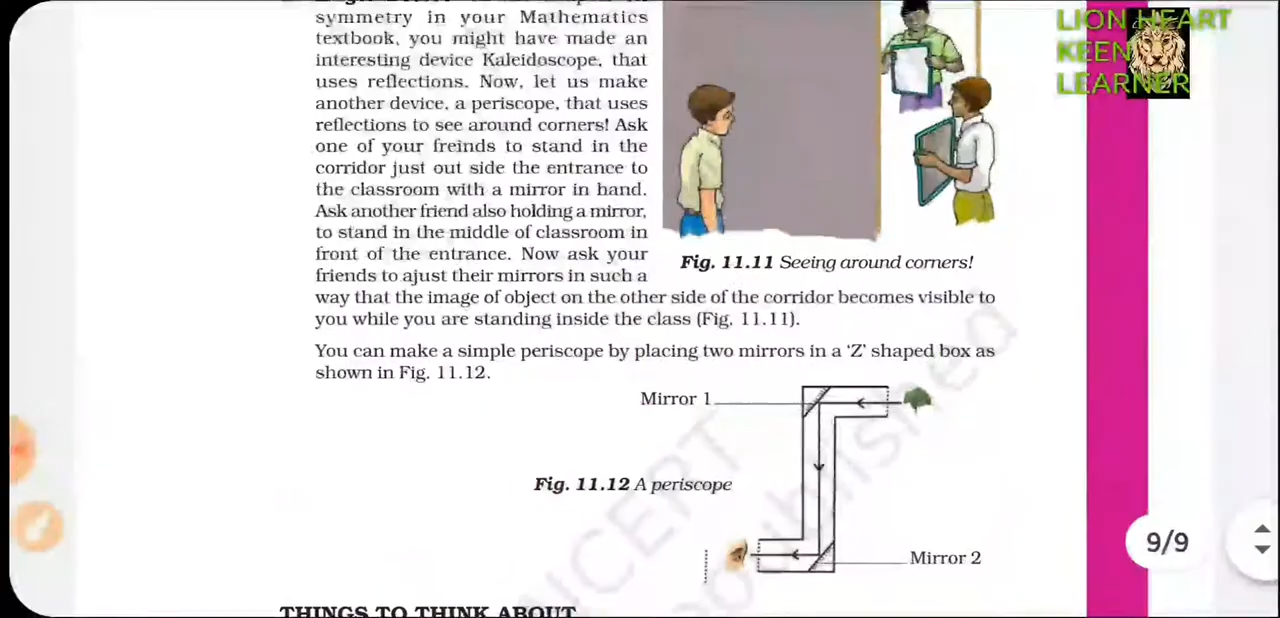 symmetry in your Mathematics
textbook, you might have made an
interesting device Kaleidoscope, that
uses reflections. Now, let us make
another device, a periscope, that uses
reflections to see around corners! Ask
one of your freinds to stand in the
corridor just out side the entrance to
the classroom with a mirror in hand.
Ask another friend also holding a mirror,
to stand in the middle of classroom in
front of the entrance. Now ask your
friends to ajust their mirrors in such a
way that the image of object on the other side of the corridor becomes visible to
you while you are standing inside the class (Fig. 11.11).
Fig. 11.11 Seeing around corners!
You can make a simple periscope by placing two mirrors in a 'Z' shaped box as
shown in Fig. 11.12.
Mirror 1
Fig. 11.12 A periscope
Mirror 2
THINGS TO THINK ABOUT
LION HEART
KEEN
LEARNER
9/9
NCERT